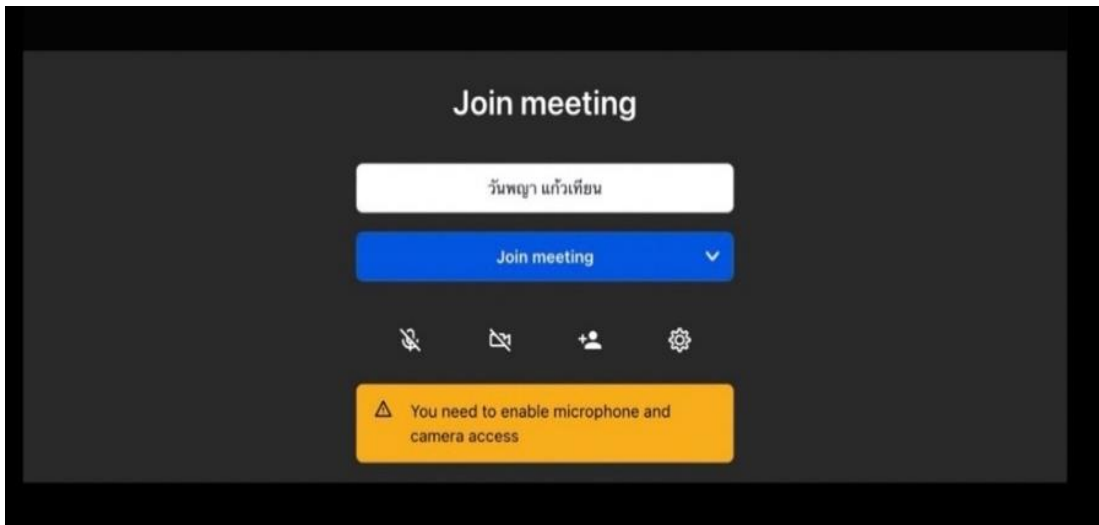 Join meeting
วันพญา แก้วเทียน
Join meeting
You need to enable microphone and
camera access